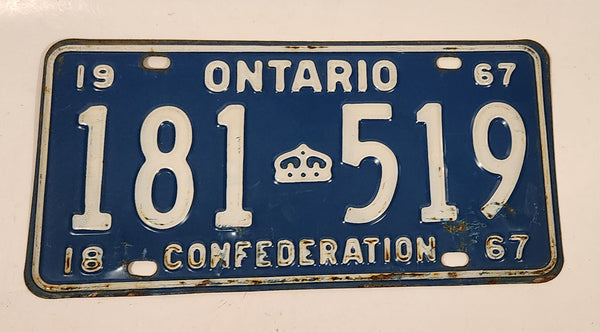 19 ONTARIO 67
181 519
18 CONFEDERATION 67